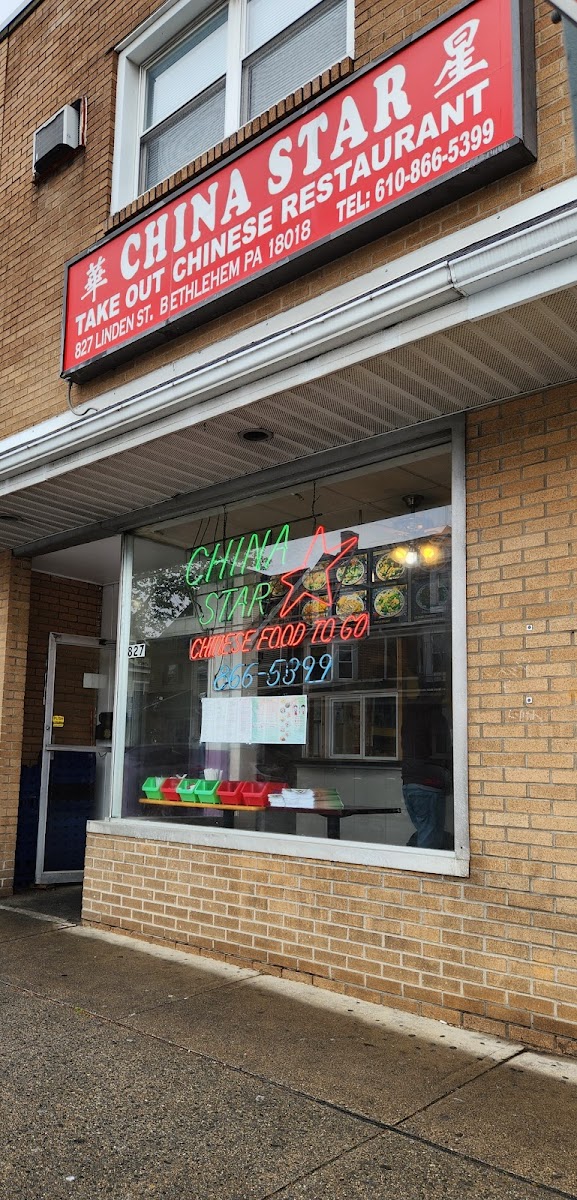 華 CHINA STAR 星
TAKE OUT CHINESE RESTAURANT
827 LINDEN ST. BETHLEHEM PA 18018 TEL: 610-866-5399
CHINA
STAR
CHINESE FOOD TO GO
866-5399
827